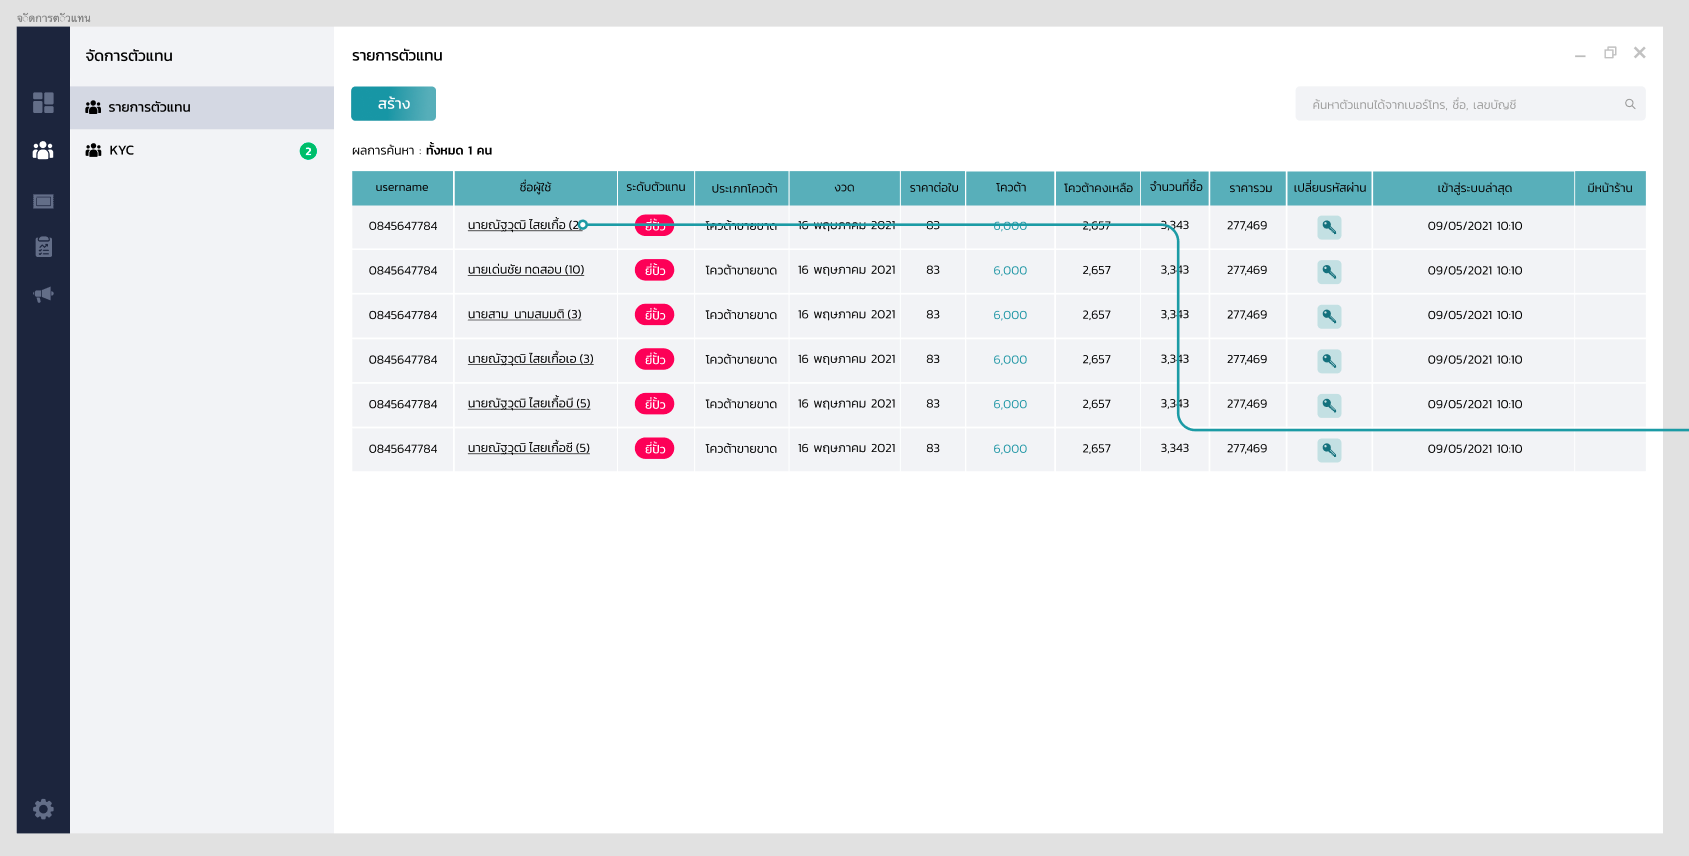 จัดการตัวแทน
จัดการตัวแทน
รายการตัวแทน
KYC
2
รายการตัวแทน
สร้าง
ค้นหาตัวแทนได้จากเบอร์โทร, ชื่อ, เลขบัญชี
ผลการค้นหา : ทั้งหมด 1 คน
username ชื่อผู้ใช้ ระดับตัวแทน ประเภทโควต้า งวด ราคาต่อใบ โควต้า โควต้าคงเหลือ จำนวนที่ซื้อ ราคารวม เปลี่ยนรหัสผ่าน เข้าสู่ระบบล่าสุด มีหน้าร้าน
0845647784 นายณัฐวุฒิ ไสยเกื้อ (2 ยี่ปั๊ว โควต้าขายขาด 16 พฤษภาคม 2021 83 6,000 2,657 3,343 277,469 09/05/2021 10:10
0845647784 นายเด่นชัย ทดสอบ (10) ยี่ปั๊ว โควต้าขายขาด 16 พฤษภาคม 2021 83 6,000 2,657 3,343 277,469 09/05/2021 10:10
0845647784 นายสาม นามสมมติ (3) ยี่ปั๊ว โควต้าขายขาด 16 พฤษภาคม 2021 83 6,000 2,657 3,343 277,469 09/05/2021 10:10
0845647784 นายณัฐวุฒิ ไสยเกื้อเอ (3) ยี่ปั๊ว โควต้าขายขาด 16 พฤษภาคม 2021 83 6,000 2,657 3,343 277,469 09/05/2021 10:10
0845647784 นายณัฐวุฒิ ไสยเกื้อบี (5) ยี่ปั๊ว โควต้าขายขาด 16 พฤษภาคม 2021 83 6,000 2,657 3,343 277,469 09/05/2021 10:10
0845647784 นายณัฐวุฒิ ไสยเกื้อซี (5) ยี่ปั๊ว โควต้าขายขาด 16 พฤษภาคม 2021 83 6,000 2,657 3,343 277,469 09/05/2021 10:10